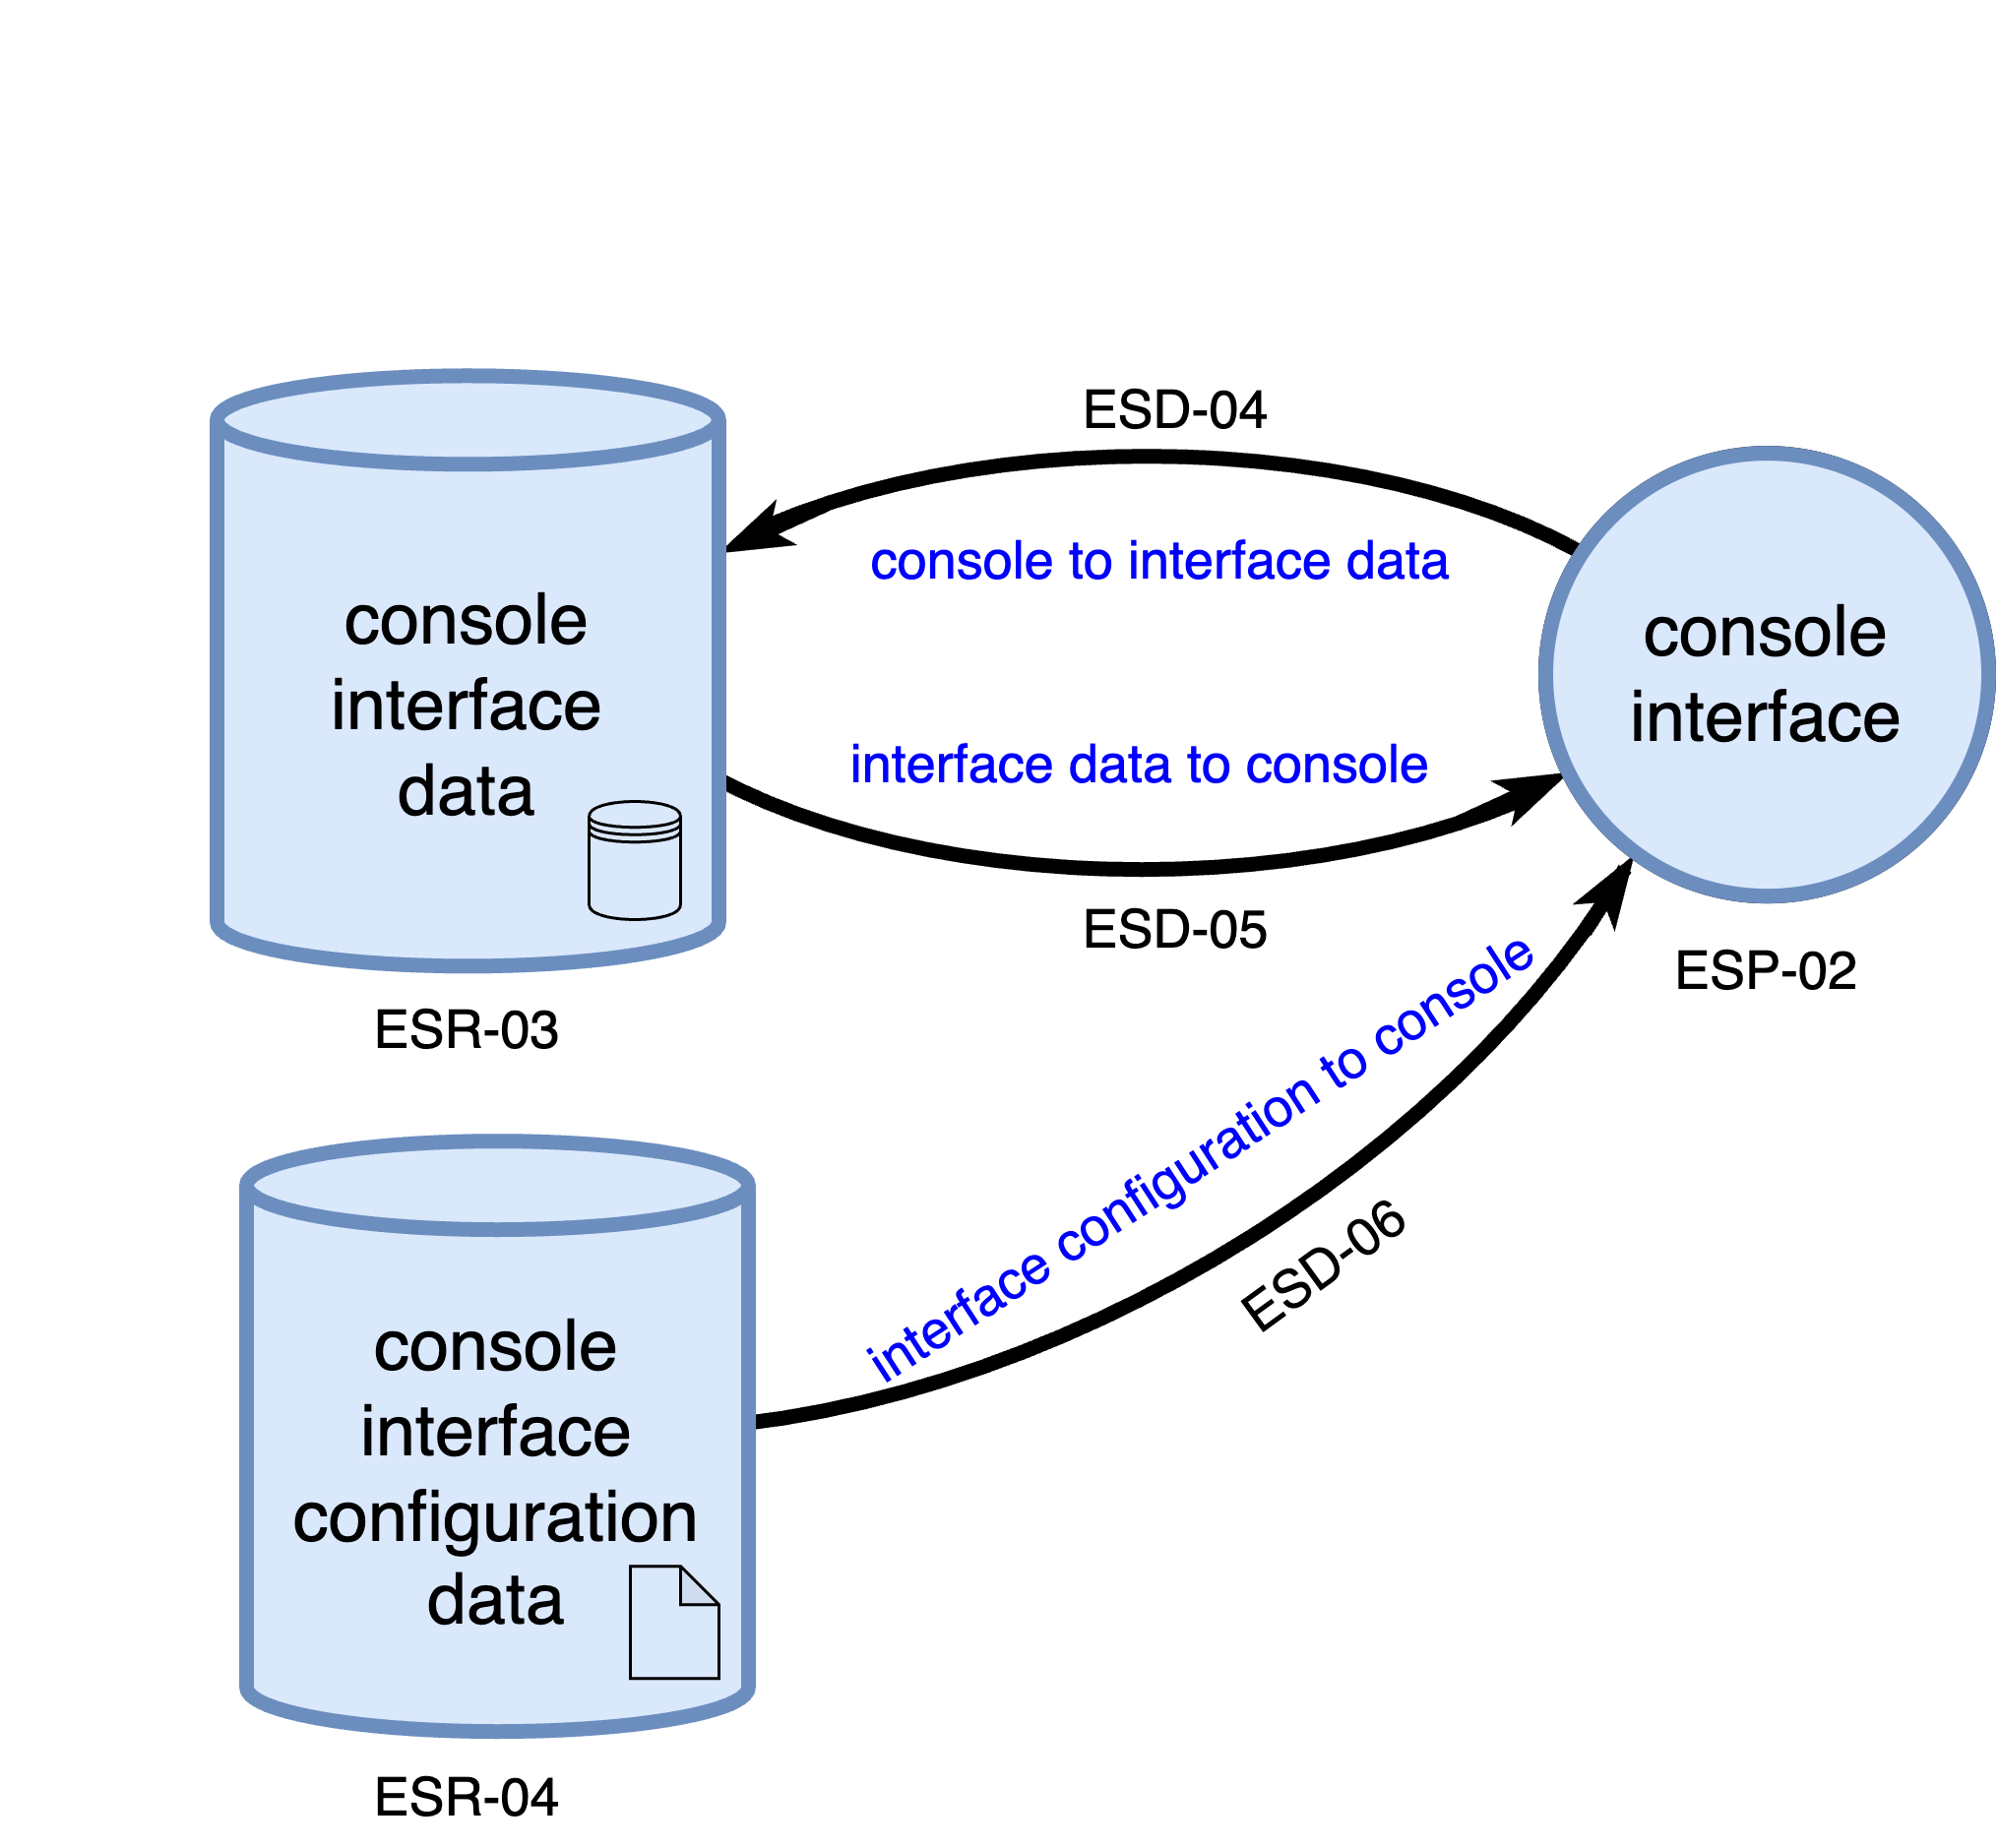 ESD-04
console to interface data
console
interface
data
console
interface
interface data to console
ESD-05
ESP-02
ESR-03
interface configuration to console
ESD-06
console
interface
configuration
data
ESR-04